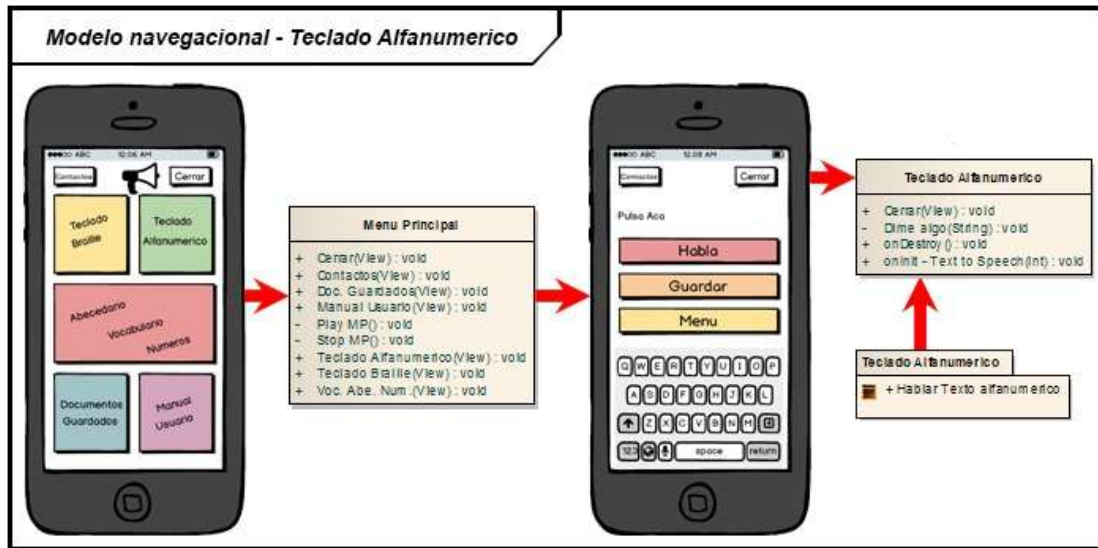 Modelo navegacional - Teclado Alfanumerico
●●●○○ ABC 12:06 AM
Contactos
Cerrar
Teclado
Braille
Teclado
Alfanumerico
Abecedario
Vocabulario
Numeros
Documentos
Guardados
Manual
Usuario
Menu Principal
+ Cerrar(View) : void
+ Contactos(View) : void
+ Doc. Guardados(View) : void
+ Manual Usuario(View) : void
- Play MP() : void
- Stop MP() : void
+ Teclado Alfanumerico(View) : void
+ Teclado Braille(View) : void
+ Voc. Abe. Num.(View) : void
●●●○○ ABC 12:08 AM
Contactos
Cerrar
Pulsa Aca
Habla
Guardar
Menu
Q W E R T Y U I O P
A S D F G H J K L
Z X C V B N M
123 space return
Teclado Alfanumerico
+ Cerrar(View) : void
- Dime algo(String) : void
+ onDestroy() : void
+ onInit - Text to Speech(Int) : void
Teclado Alfanumerico
+ Hablar Texto alfanumerico